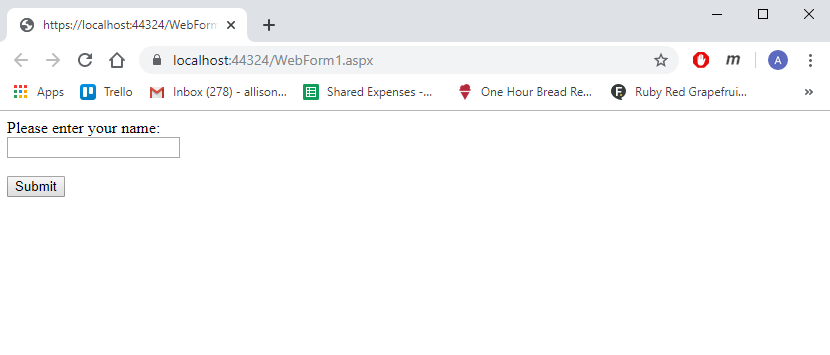 https://localhost:44324/WebForm
localhost:44324/WebForm1.aspx
m
A
Apps
Trello
Inbox (278) - allison...
Shared Expenses -...
One Hour Bread Re...
F
Ruby Red Grapefrui...
»
Please enter your name:
Submit